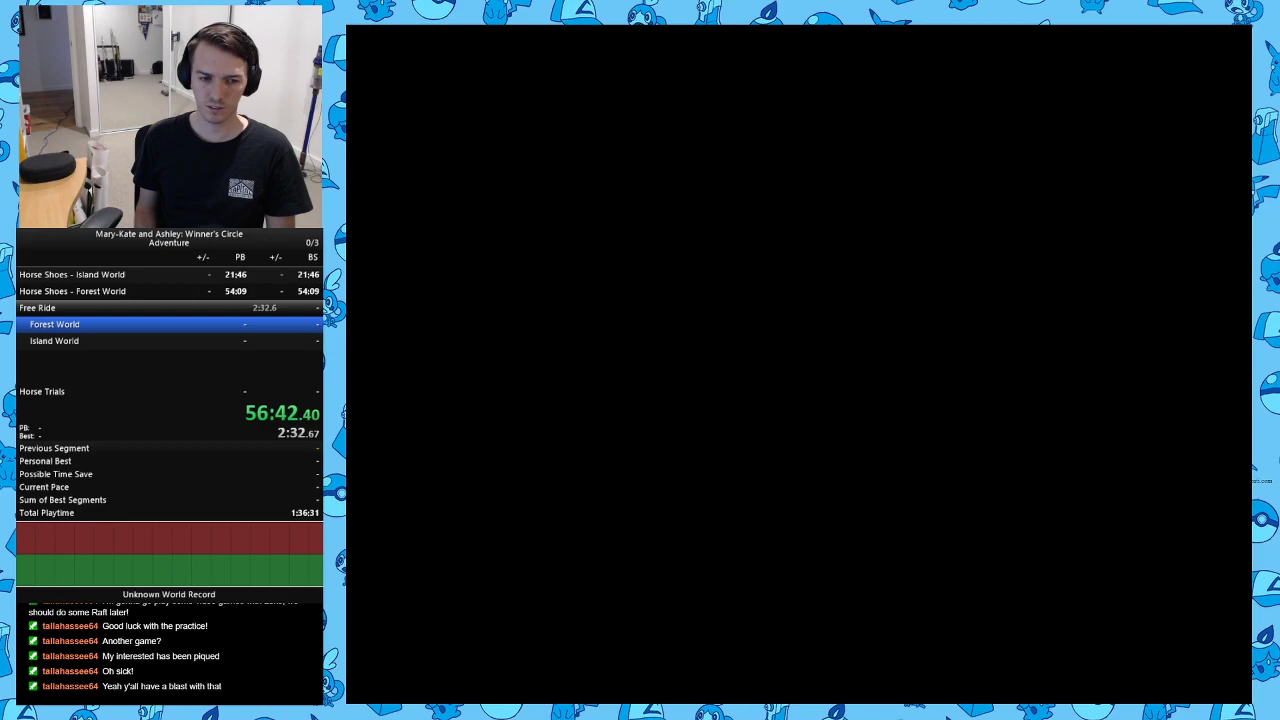 Mary-Kate and Ashley: Winner's Circle
Adventure 0/3
+/- PB +/- BS
Horse Shoes - Island World - 21:46 - 21:46
Horse Shoes - Forest World - 54:09 - 54:09
Free Ride 2:32.6 -
Forest World - -
Island World - -
Horse Trials - -
56:42.40
PB: -
Best: - 2:32.67
Previous Segment -
Personal Best -
Possible Time Save -
Current Pace -
Sum of Best Segments -
Total Playtime 1:36:31
Unknown World Record
should do some Raft later!
tallahassee64 Good luck with the practice!
tallahassee64 Another game?
tallahassee64 My interested has been piqued
tallahassee64 Oh sick!
tallahassee64 Yeah y'all have a blast with that